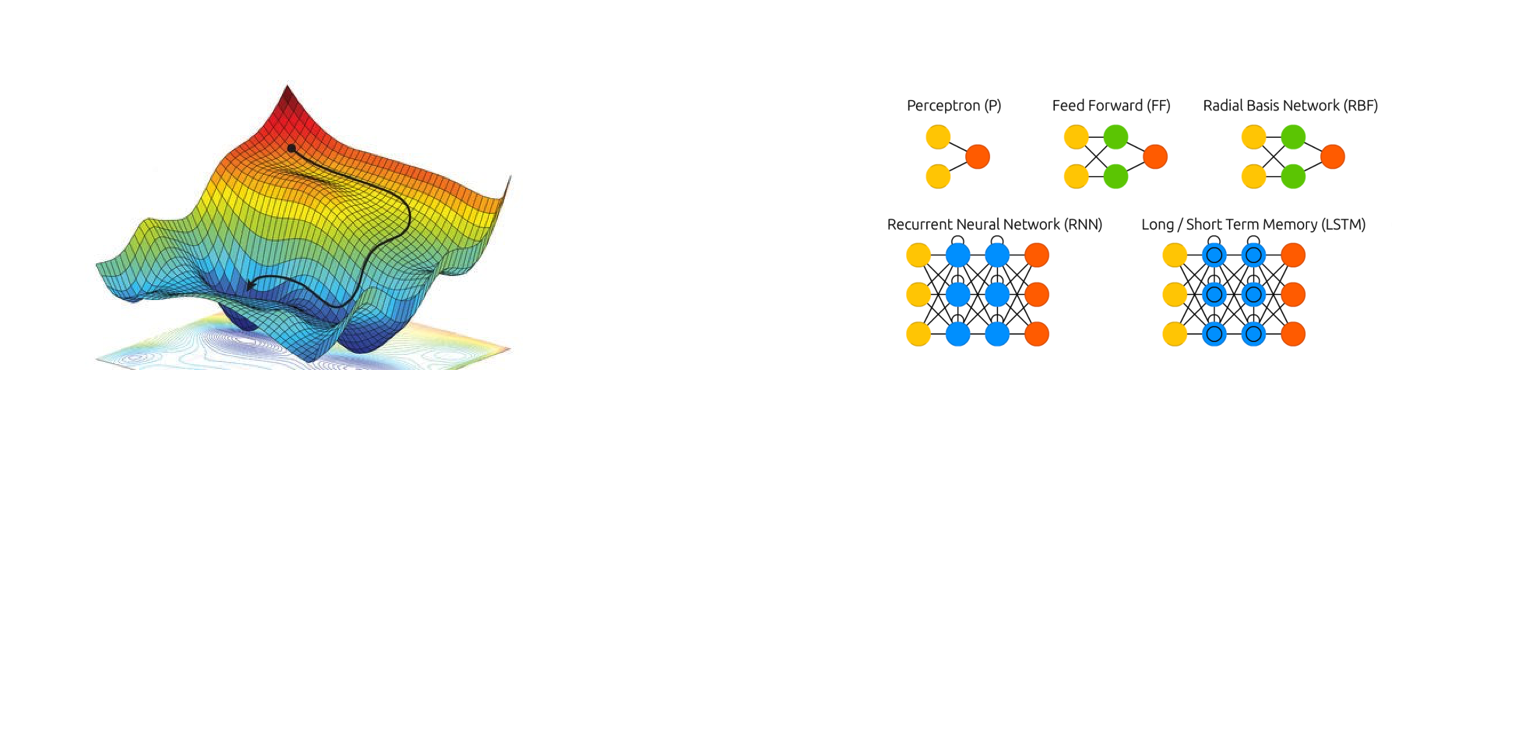 Perceptron (P)
Feed Forward (FF)
Radial Basis Network (RBF)
Recurrent Neural Network (RNN)
Long / Short Term Memory (LSTM)